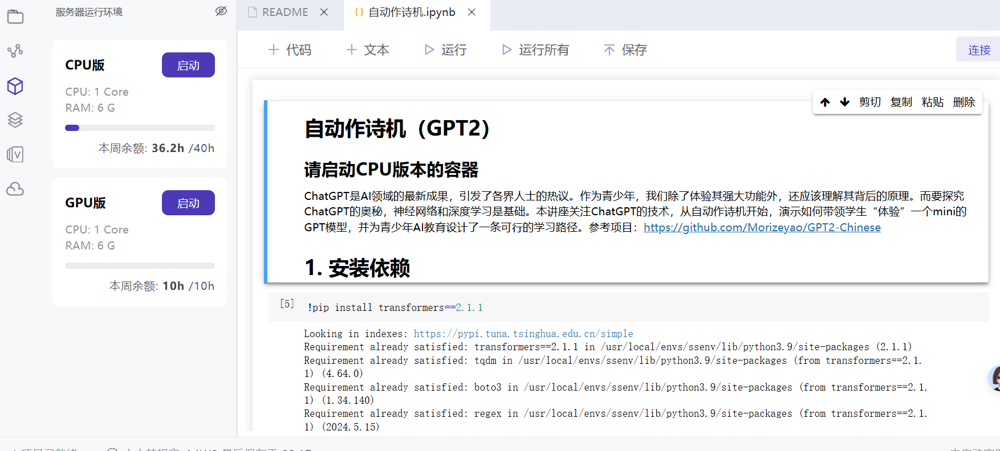 服务器运行环境
README
自动作诗机.ipynb
代码
文本
运行
运行所有
保存
连接
CPU版
启动
CPU: 1 Core
RAM: 6 G
本周余额: 36.2h /40h
GPU版
启动
CPU: 1 Core
RAM: 6 G
本周余额: 10h /10h
剪切 复制 粘贴 删除
自动作诗机（GPT2）
请启动CPU版本的容器
ChatGPT是AI领域的最新成果，引发了各界人士的热议。作为青少年，我们除了体验其强大功能外，还应该理解其背后的原理。而要探究
ChatGPT的奥秘，神经网络和深度学习是基础。本讲座关注ChatGPT的技术，从自动作诗机开始，演示如何带领学生“体验”一个mini的
GPT模型，并为青少年AI教育设计了一条可行的学习路径。参考项目：https://github.com/Morizeyao/GPT2-Chinese
1. 安装依赖
[5]
!pip install transformers==2.1.1
Looking in indexes: https://pypi.tuna.tsinghua.edu.cn/simple
Requirement already satisfied: transformers==2.1.1 in /usr/local/envs/ssenv/lib/python3.9/site-packages (2.1.1)
Requirement already satisfied: tqdm in /usr/local/envs/ssenv/lib/python3.9/site-packages (from transformers==2.1.
1) (4.64.0)
Requirement already satisfied: boto3 in /usr/local/envs/ssenv/lib/python3.9/site-packages (from transformers==2.1.
1) (1.34.140)
Requirement already satisfied: regex in /usr/local/envs/ssenv/lib/python3.9/site-packages (from transformers==2.1.
1) (2024.5.15)